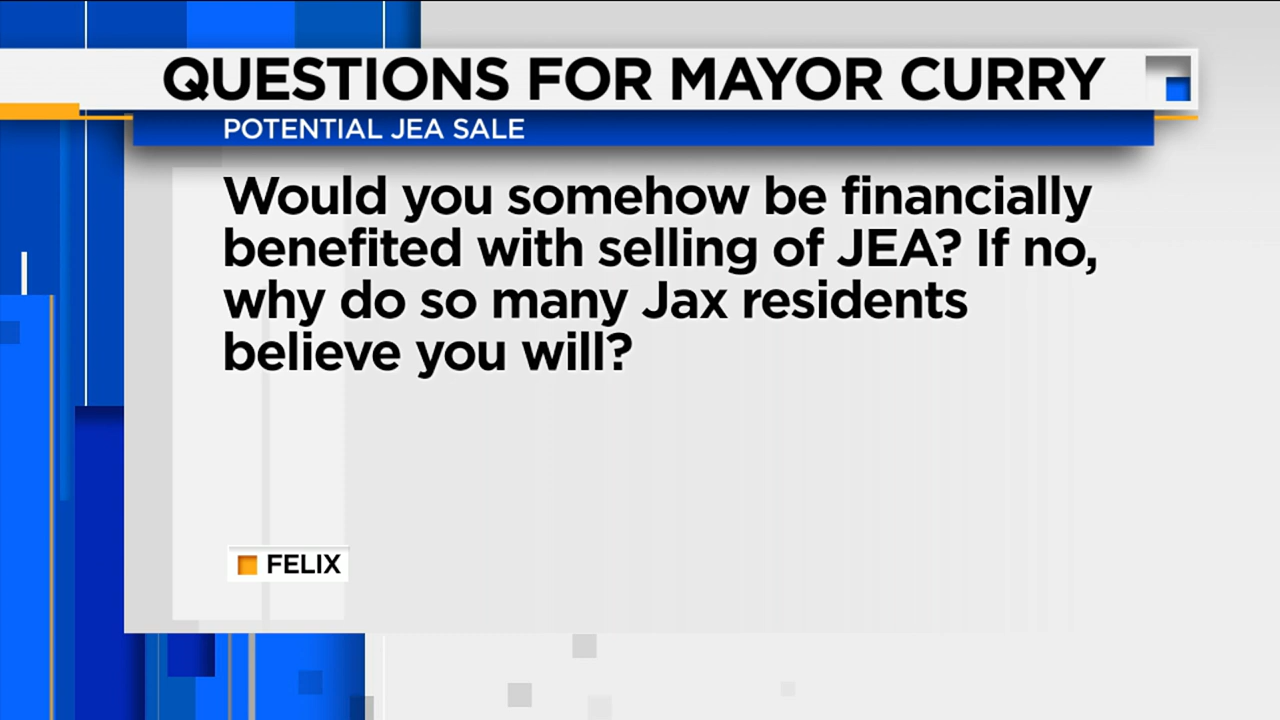 QUESTIONS FOR MAYOR CURRY
POTENTIAL JEA SALE
Would you somehow be financially
benefited with selling of JEA? If no,
why do so many Jax residents
believe you will?
FELIX